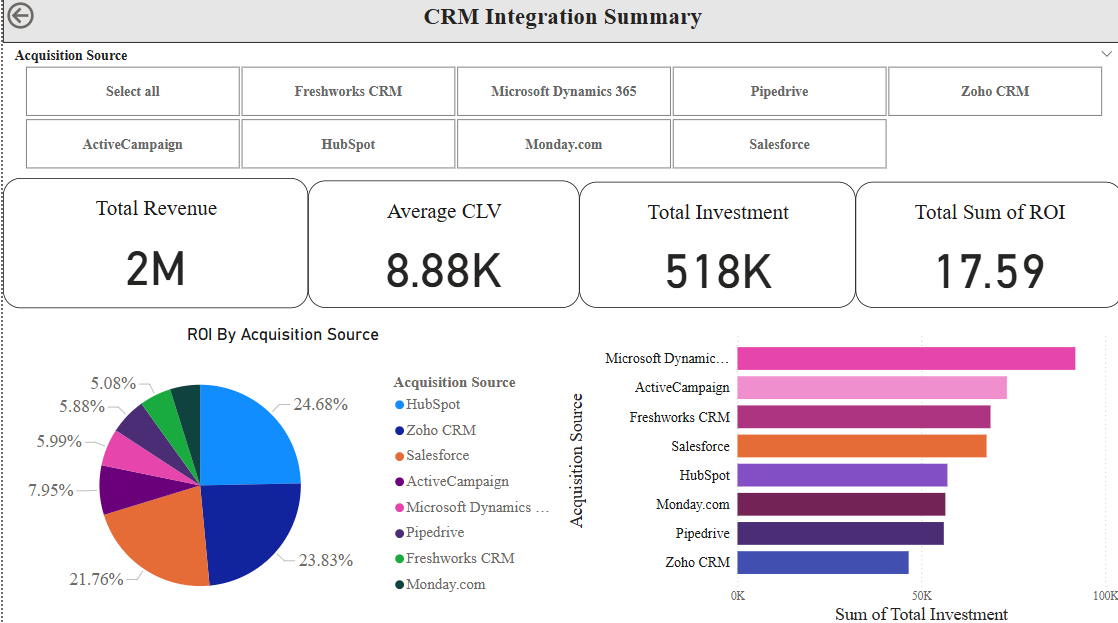 CRM Integration Summary
Acquisition Source
Select all
Freshworks CRM
Microsoft Dynamics 365
Pipedrive
Zoho CRM
ActiveCampaign
HubSpot
Monday.com
Salesforce
Total Revenue
2M
Average CLV
8.88K
Total Investment
518K
Total Sum of ROI
17.59
ROI By Acquisition Source
5.08%
5.88%
5.99%
7.95%
21.76%
24.68%
23.83%
Acquisition Source
HubSpot
Zoho CRM
Salesforce
ActiveCampaign
Microsoft Dynamics …
Pipedrive
Freshworks CRM
Monday.com
Acquisition Source
Microsoft Dynamic…
ActiveCampaign
Freshworks CRM
Salesforce
HubSpot
Monday.com
Pipedrive
Zoho CRM
0K
50K
100K
Sum of Total Investment